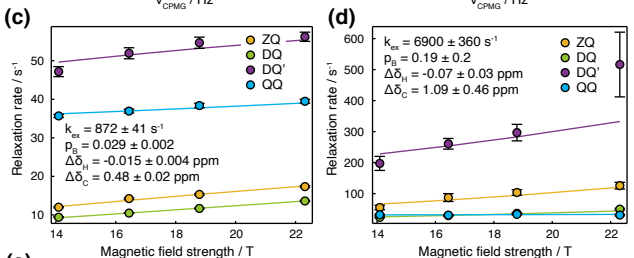 ν_CPMG / Hz
ν_CPMG / Hz
(c)
Relaxation rate / s⁻¹
60
50
40
30
20
10
ZQ
DQ
DQ'
QQ
k_ex = 872 ± 41 s⁻¹
p_B = 0.029 ± 0.002
Δδ_H = -0.015 ± 0.004 ppm
Δδ_C = 0.48 ± 0.02 ppm
14 16 18 20 22
Magnetic field strength / T
(d)
Relaxation rate / s⁻¹
600
500
400
300
200
100
k_ex = 6900 ± 360 s⁻¹
p_B = 0.19 ± 0.2
Δδ_H = -0.07 ± 0.03 ppm
Δδ_C = 1.09 ± 0.46 ppm
ZQ
DQ
DQ'
QQ
14 16 18 20 22
Magnetic field strength / T